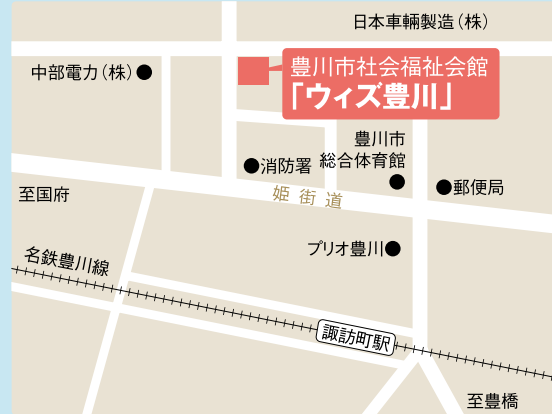 日本車輛製造（株）
中部電力（株）
豊川市社会福祉会館
「ウィズ豊川」
豊川市
総合体育館
消防署
郵便局
姫街道
至国府
プリオ豊川
名鉄豊川線
諏訪町駅
至豊橋